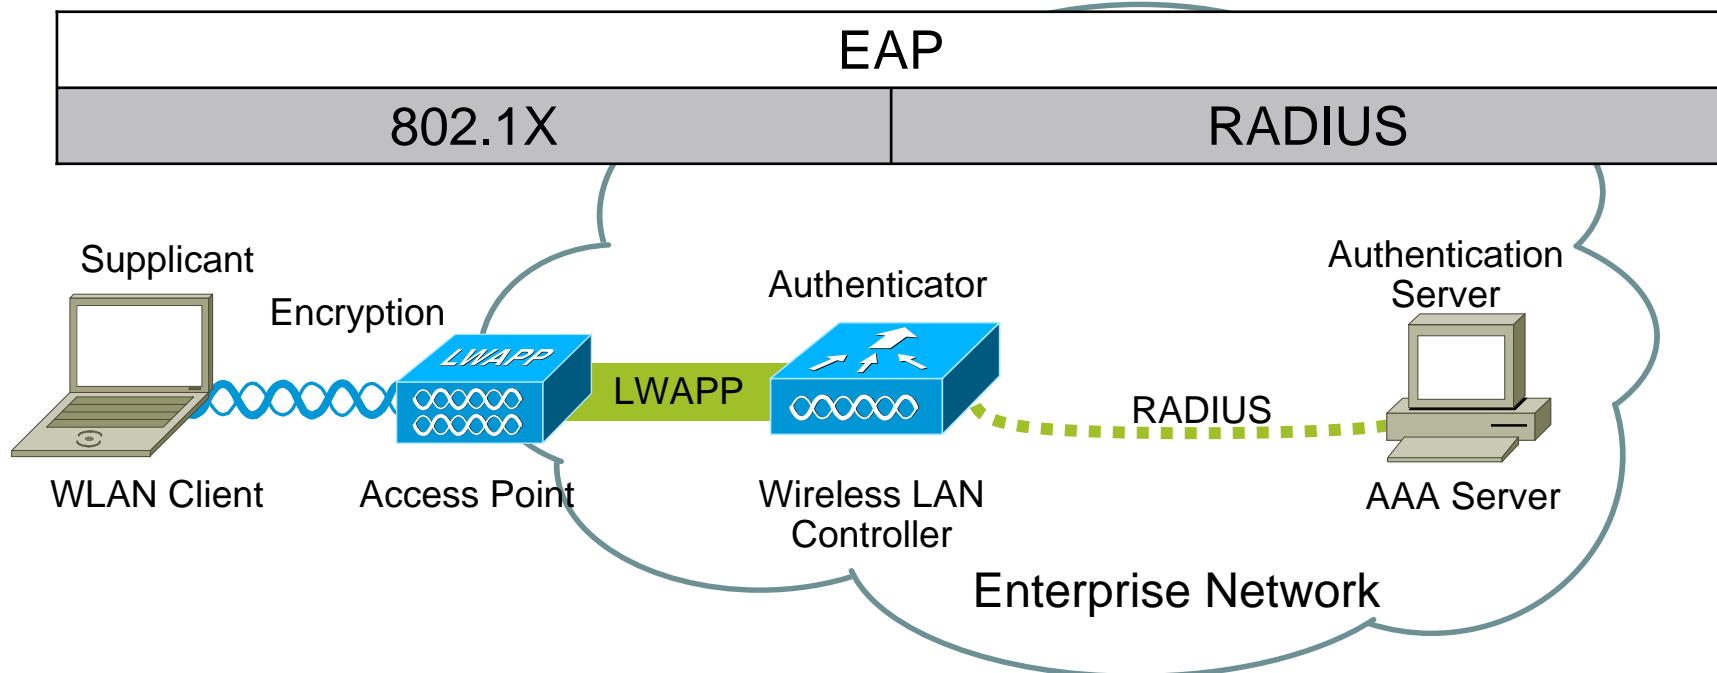 EAP
802.1X
RADIUS
Supplicant
Encryption
Authenticator
Authentication
Server
LWAPP
LWAPP
RADIUS
WLAN Client
Access Point
Wireless LAN
Controller
AAA Server
Enterprise Network